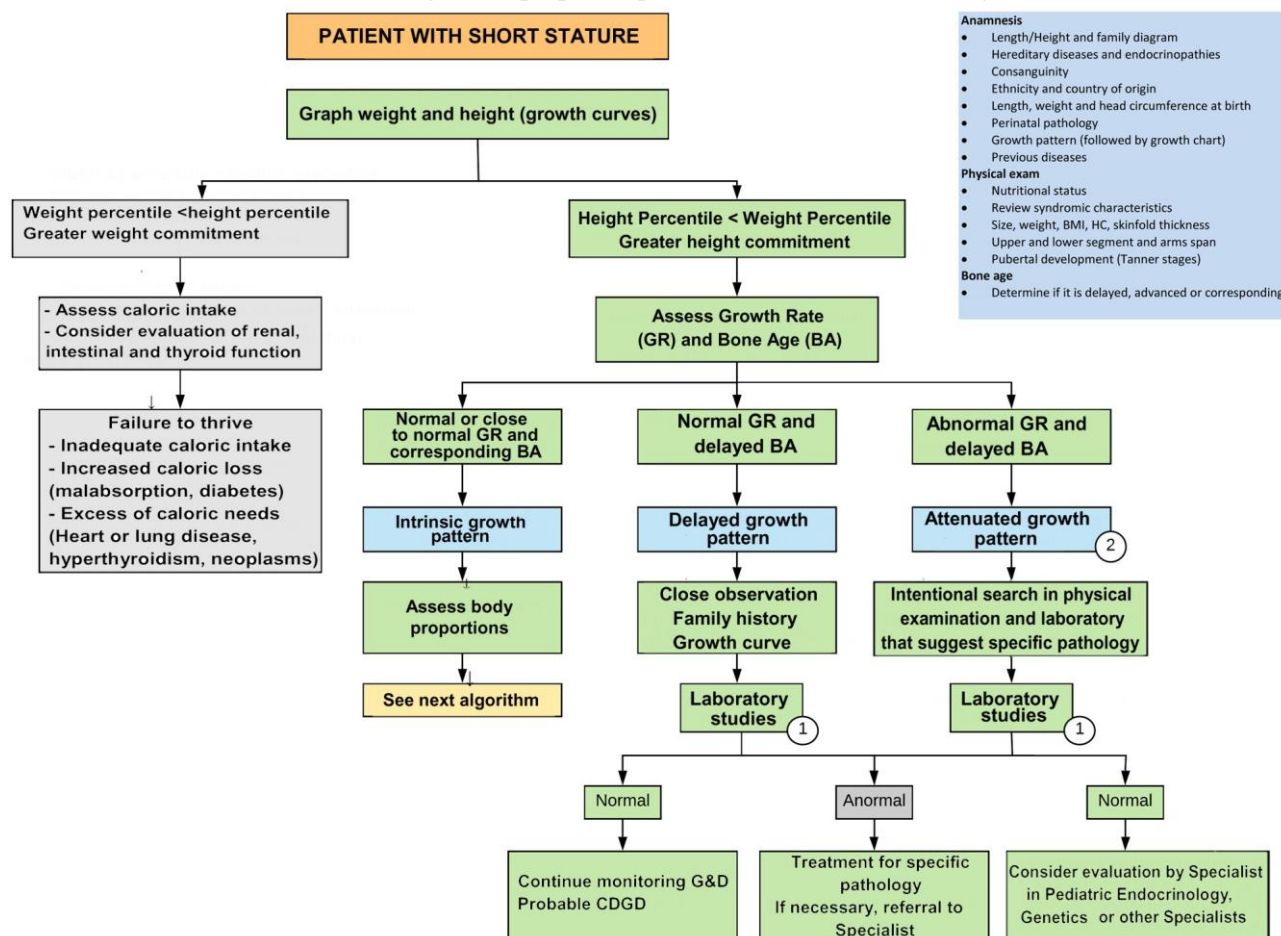 PATIENT WITH SHORT STATURE
Graph weight and height (growth curves)
Anamnesis
• Length/Height and family diagram
• Hereditary diseases and endocrinopathies
• Consanguinity
• Ethnicity and country of origin
• Length, weight and head circumference at birth
• Perinatal pathology
• Growth pattern (followed by growth chart)
• Previous diseases
Physical exam
• Nutritional status
• Review syndromic characteristics
• Size, weight, BMI, HC, skinfold thickness
• Upper and lower segment and arms span
• Pubertal development (Tanner stages)
Bone age
• Determine if it is delayed, advanced or corresponding
Weight percentile <height percentile
Greater weight commitment
Height Percentile < Weight Percentile
Greater height commitment
- Assess caloric intake
- Consider evaluation of renal,
intestinal and thyroid function
Assess Growth Rate
(GR) and Bone Age (BA)
Failure to thrive
- Inadequate caloric intake
- Increased caloric loss
(malabsorption, diabetes)
- Excess of caloric needs
(Heart or lung disease,
hyperthyroidism, neoplasms)
Normal or close
to normal GR and
corresponding BA
Normal GR and
delayed BA
Abnormal GR and
delayed BA
Intrinsic growth
pattern
Delayed growth
pattern
Attenuated growth
pattern
2
Assess body
proportions
Close observation
Family history
Growth curve
Intentional search in physical
examination and laboratory
that suggest specific pathology
See next algorithm
Laboratory
studies
1
Laboratory
studies
1
Normal
Anormal
Normal
Continue monitoring G&D
Probable CDGD
Treatment for specific
pathology
If necessary, referral to
Specialist
Consider evaluation by Specialist
in Pediatric Endocrinology,
Genetics or other Specialists